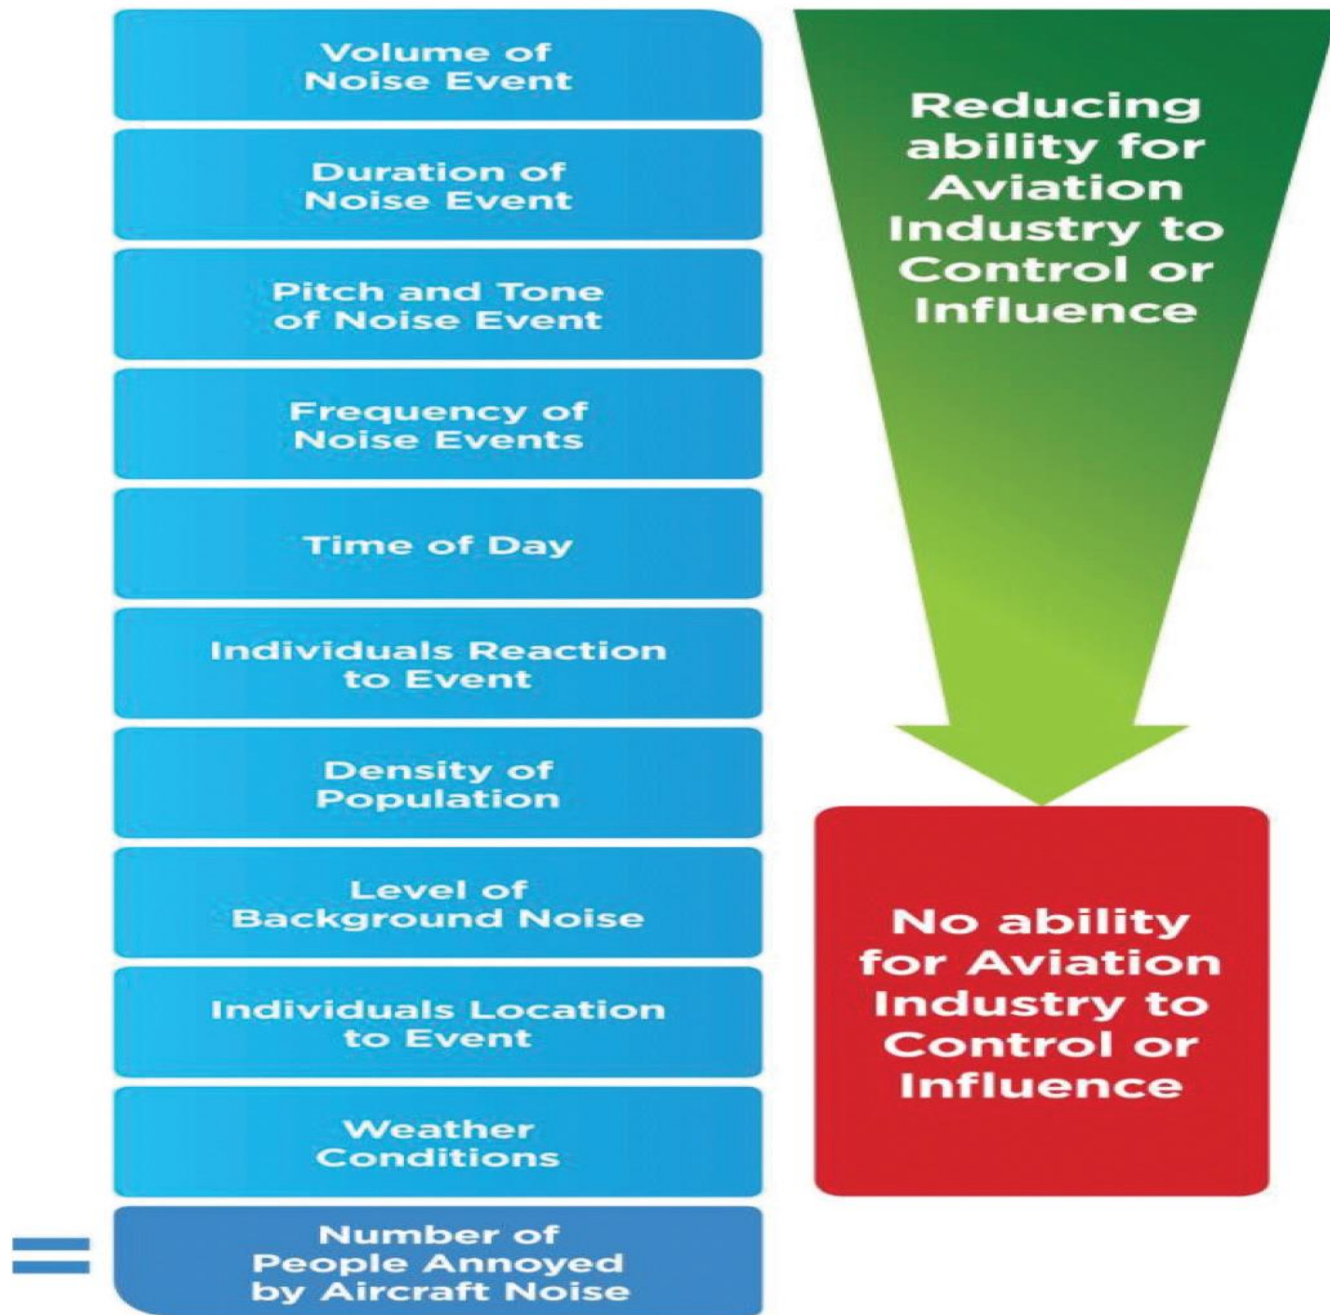 Volume of
Noise Event
Duration of
Noise Event
Pitch and Tone
of Noise Event
Frequency of
Noise Events
Time of Day
Individuals Reaction
to Event
Density of
Population
Level of
Background Noise
Individuals Location
to Event
Weather
Conditions
=
Number of
People Annoyed
by Aircraft Noise
Reducing
ability for
Aviation
Industry to
Control or
Influence
No ability
for Aviation
Industry to
Control or
Influence